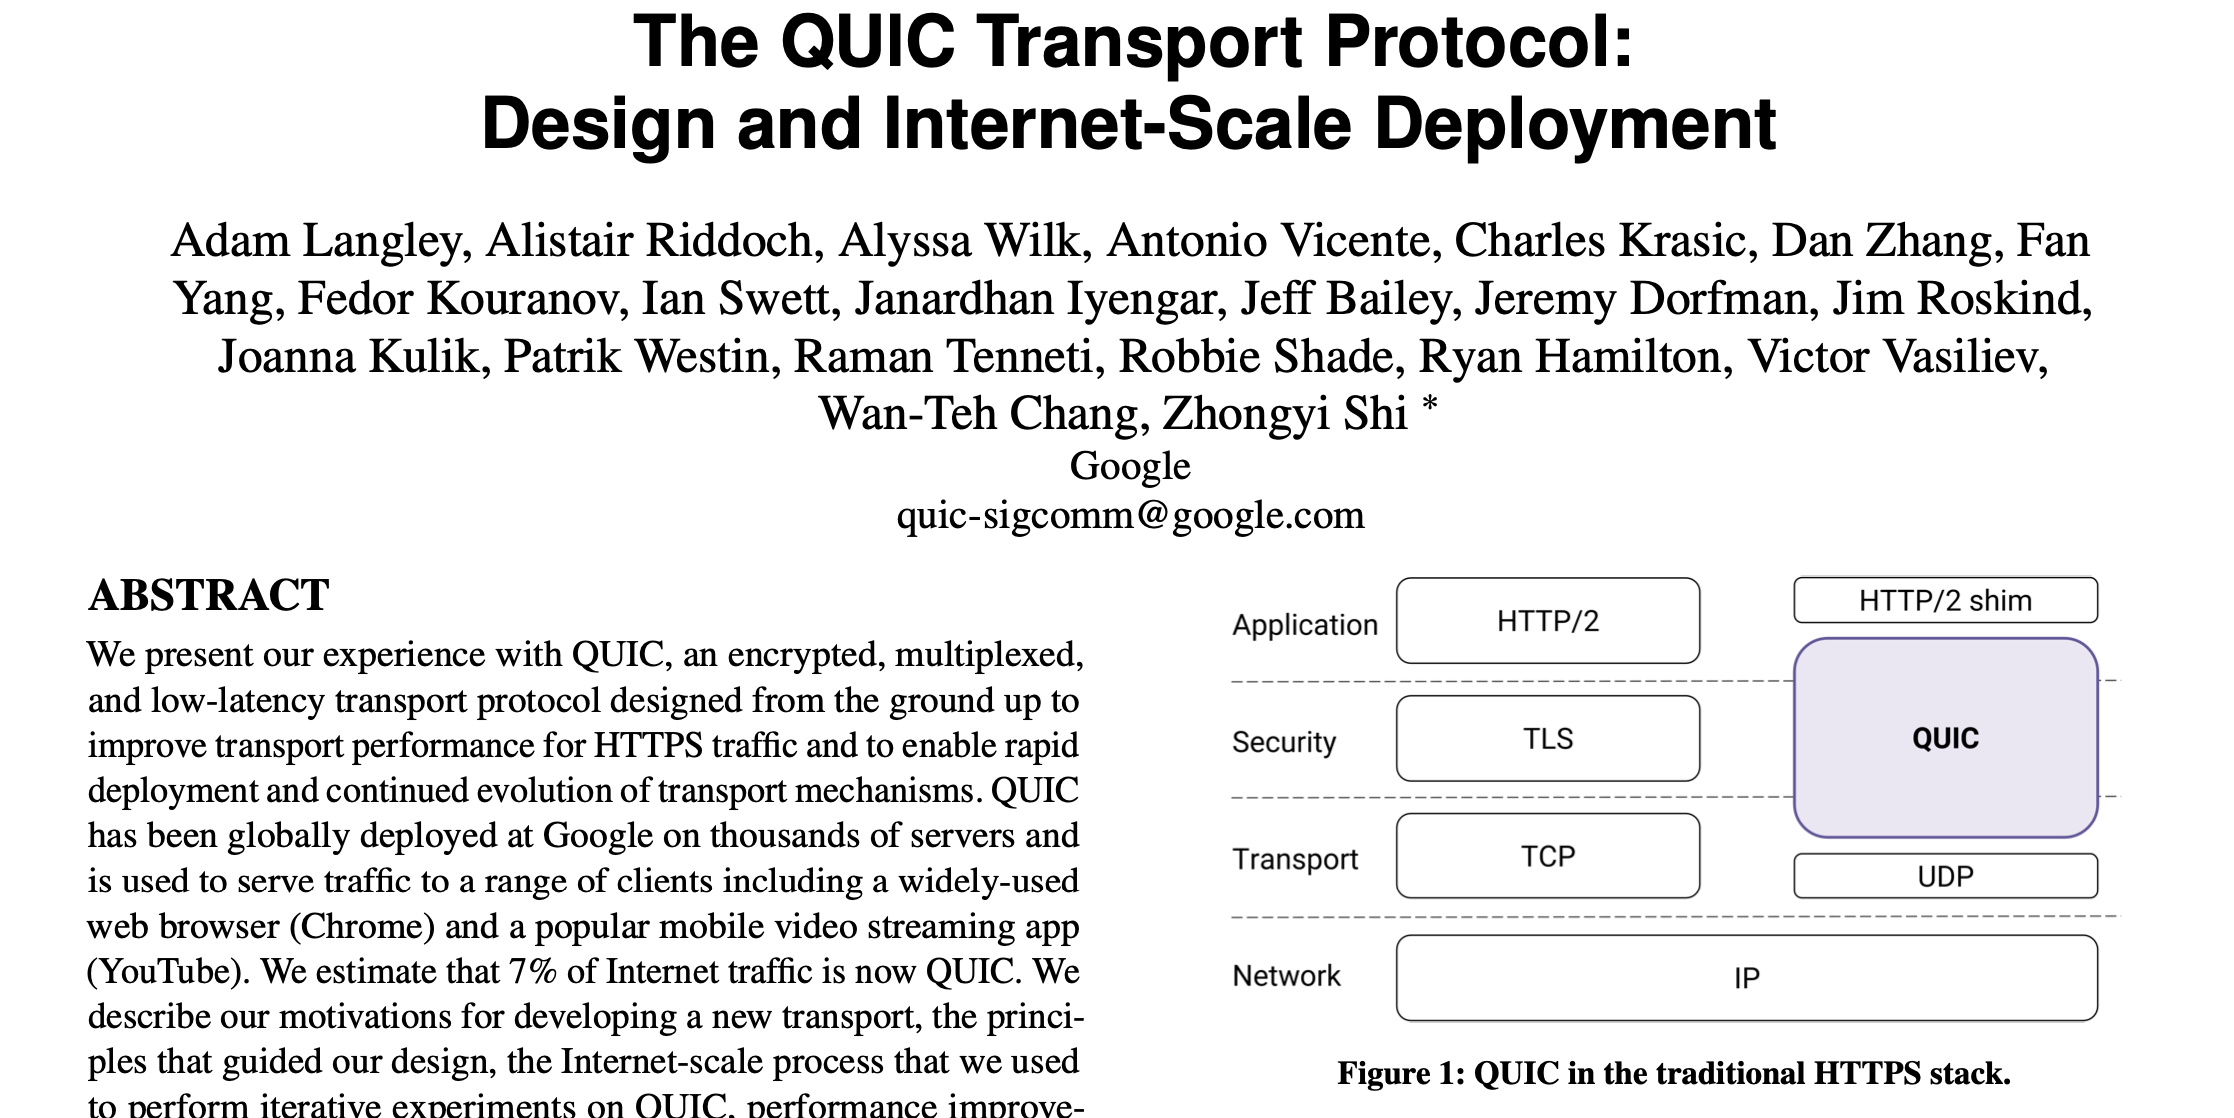 The QUIC Transport Protocol:
Design and Internet-Scale Deployment
Adam Langley, Alistair Riddoch, Alyssa Wilk, Antonio Vicente, Charles Krasic, Dan Zhang, Fan
Yang, Fedor Kouranov, Ian Swett, Janardhan Iyengar, Jeff Bailey, Jeremy Dorfman, Jim Roskind,
Joanna Kulik, Patrik Westin, Raman Tenneti, Robbie Shade, Ryan Hamilton, Victor Vasiliev,
Wan-Teh Chang, Zhongyi Shi *
Google
quic-sigcomm@google.com
ABSTRACT
We present our experience with QUIC, an encrypted, multiplexed,
and low-latency transport protocol designed from the ground up to
improve transport performance for HTTPS traffic and to enable rapid
deployment and continued evolution of transport mechanisms. QUIC
has been globally deployed at Google on thousands of servers and
is used to serve traffic to a range of clients including a widely-used
web browser (Chrome) and a popular mobile video streaming app
(YouTube). We estimate that 7% of Internet traffic is now QUIC. We
describe our motivations for developing a new transport, the princi-
ples that guided our design, the Internet-scale process that we used
to perform iterative experiments on QUIC, performance improve-
Application HTTP/2 HTTP/2 shim
Security TLS QUIC
Transport TCP UDP
Network IP
Figure 1: QUIC in the traditional HTTPS stack.